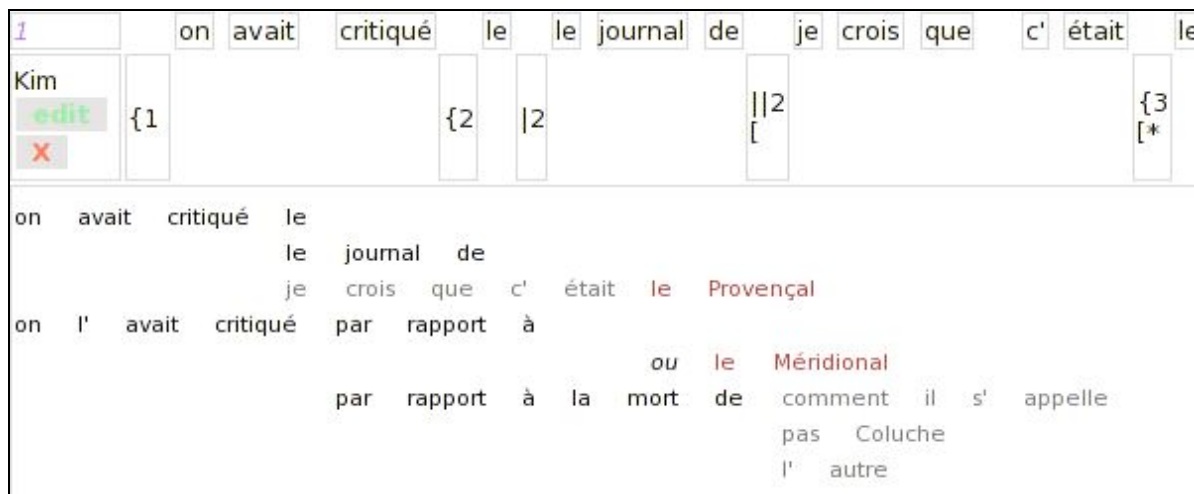 1 on avait critiqué le le journal de je crois que c' était le
Kim
edit
X
{1 {2 |2 ||2 {3
[ [*
on avait critiqué le
le journal de
je crois que c' était le Provençal
on l' avait critiqué par rapport à
ou le Méridional
par rapport à la mort de comment il s' appelle
pas Coluche
l' autre